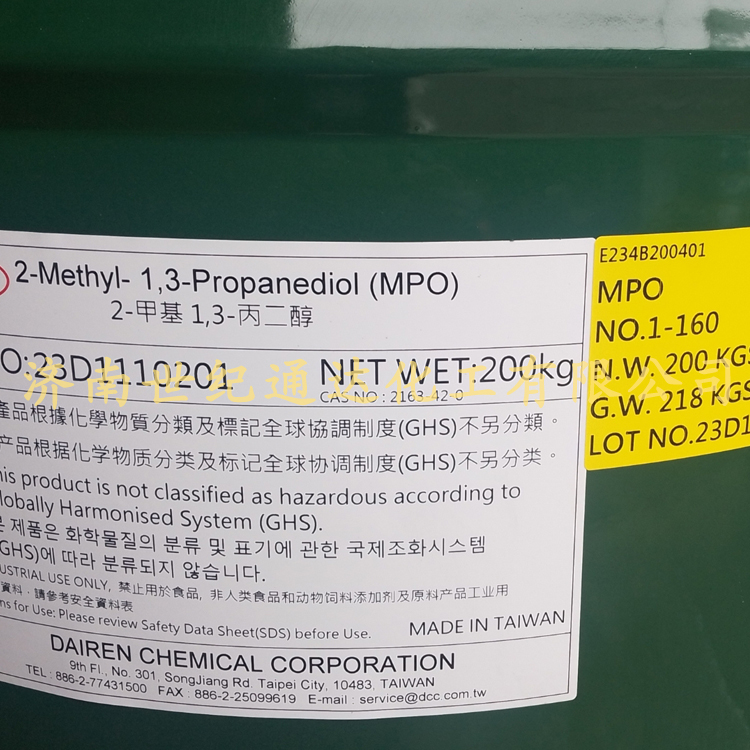 2-Methyl- 1,3-Propanediol (MPO)
2-甲基 1,3-丙二醇
O:23D1110201 NET WET:200kg
CAS NO : 2163-42-0
產品根據化學物質分類及標記全球協調制度(GHS)不另分類。
产品根据化学物质分类及标记全球协调制度(GHS)不另分类。
his product is not classified as hazardous according to
lobally Harmonised System (GHS).
본 제품은 화학물질의 분류 및 표기에 관한 국제조화시스템
GHS)에 따라 분류되지 않습니다.
USTRIAL USE ONLY, 禁止用於食品, 非人类食品和动物饲料添加剂及原料产品工业用
資料,請參考安全資料表
ns for Use: Please review Safety Data Sheet(SDS) before Use.
MADE IN TAIWAN
DAIREN CHEMICAL CORPORATION
9th Fl., No. 301, SongJiang Rd. Taipei City, 10483, TAIWAN
TEL : 886-2-77431500 FAX : 886-2-25099619 E-mail : service@dcc.com.tw
E234B200401
MPO
NO.1-160
N.W. 200 KGS
G.W. 218 KGS
LOT NO.23D1
济南世纪通达化工有限公司